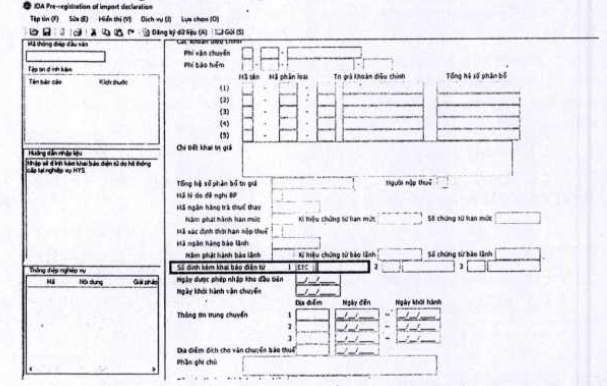 IDA Pre-registration of import declaration
Tập tin (F) Sửa (E) Hiển thị (V) Dịch vụ (J) Lựa chọn (O)
Đăng ký dữ liệu (A) Gửi (S)
Mã thông điệp đầu vào
Tập tin đính kèm
Tên báo cáo Kích thước
Hướng dẫn nhập liệu
Nhập số đính kèm khai báo điện tử do hệ thống
cấp tại nghiệp vụ HYS
Thông điệp nghiệp vụ
Mã Nội dung Giải pháp
Các khoản điều chỉnh
Phí vận chuyển
Phí bảo hiểm
Mã tên Mã phân loại Trị giá khoản điều chỉnh Tổng hệ số phân bổ
(1)
(2)
(3)
(4)
(5)
Chi tiết khai trị giá
Tổng hệ số phân bổ trị giá Người nộp thuế
Mã lý do đề nghị BP
Mã ngân hàng trả thuế thay
Năm phát hành hạn mức Kí hiệu chứng từ hạn mức Số chứng từ hạn mức
Mã xác định thời hạn nộp thuế
Mã ngân hàng bảo lãnh
Năm phát hành bảo lãnh Kí hiệu chứng từ bảo lãnh Số chứng từ bảo lãnh
Số đính kèm khai báo điện tử 1 ETC 2 3
Ngày được phép nhập kho đầu tiên
Ngày khởi hành vận chuyển
Địa điểm Ngày đến Ngày khởi hành
Thông tin trung chuyển 1
2
3
Địa điểm đích cho vận chuyển bảo thuế
Phần ghi chú